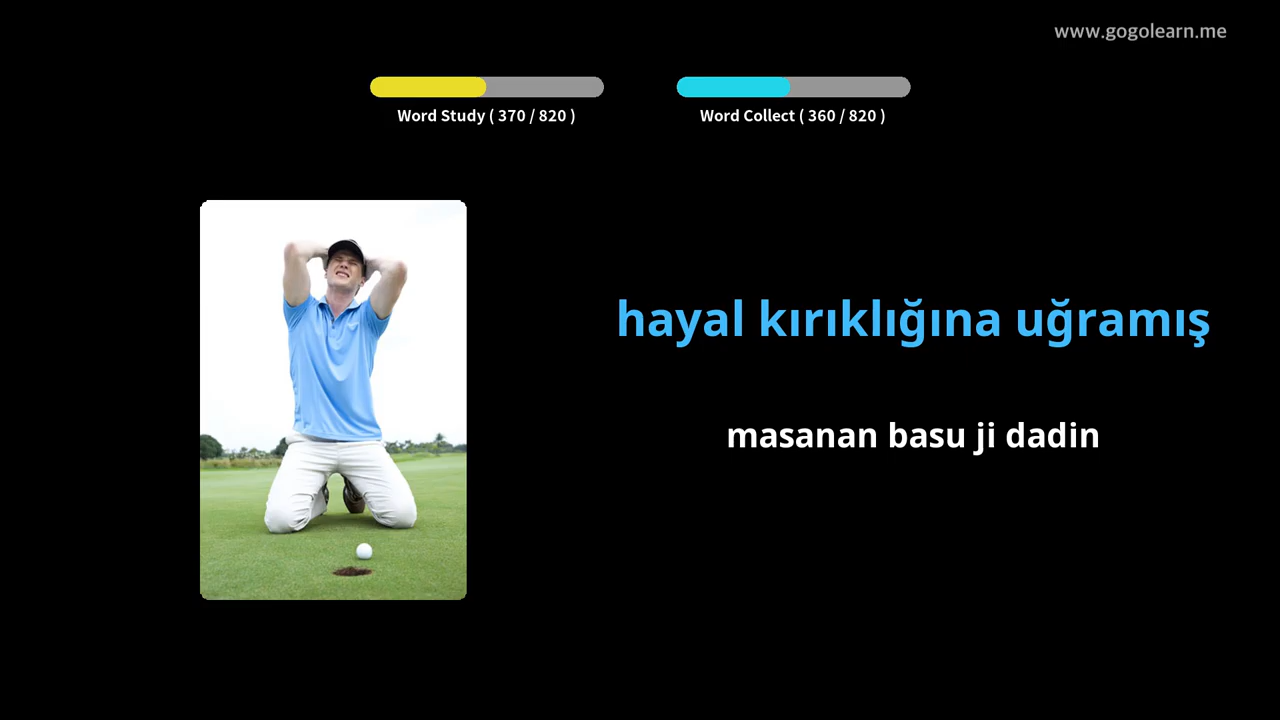 www.gogolearn.me
Word Study ( 370 / 820 )
Word Collect ( 360 / 820 )
hayal kırıklığına uğramış
masanan basu ji dadin